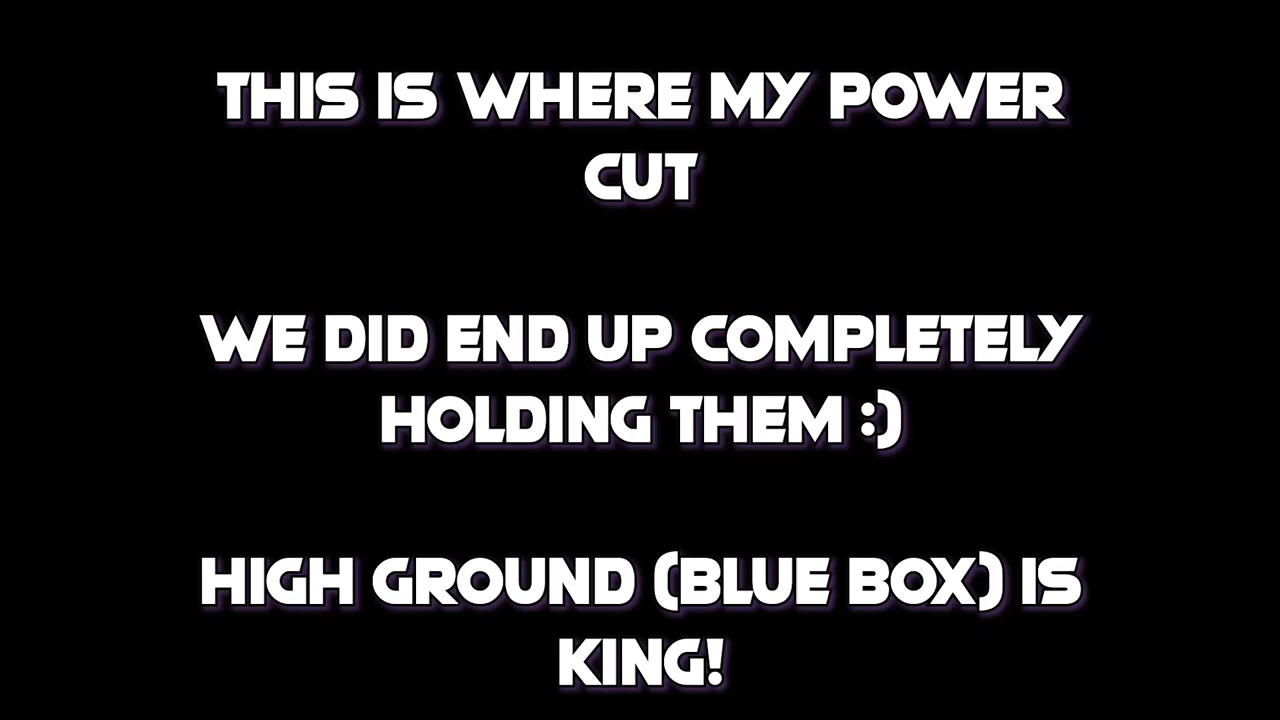 THIS IS WHERE MY POWER
CUT
WE DID END UP COMPLETELY
HOLDING THEM :)
HIGH GROUND (BLUE BOX) IS
KING!